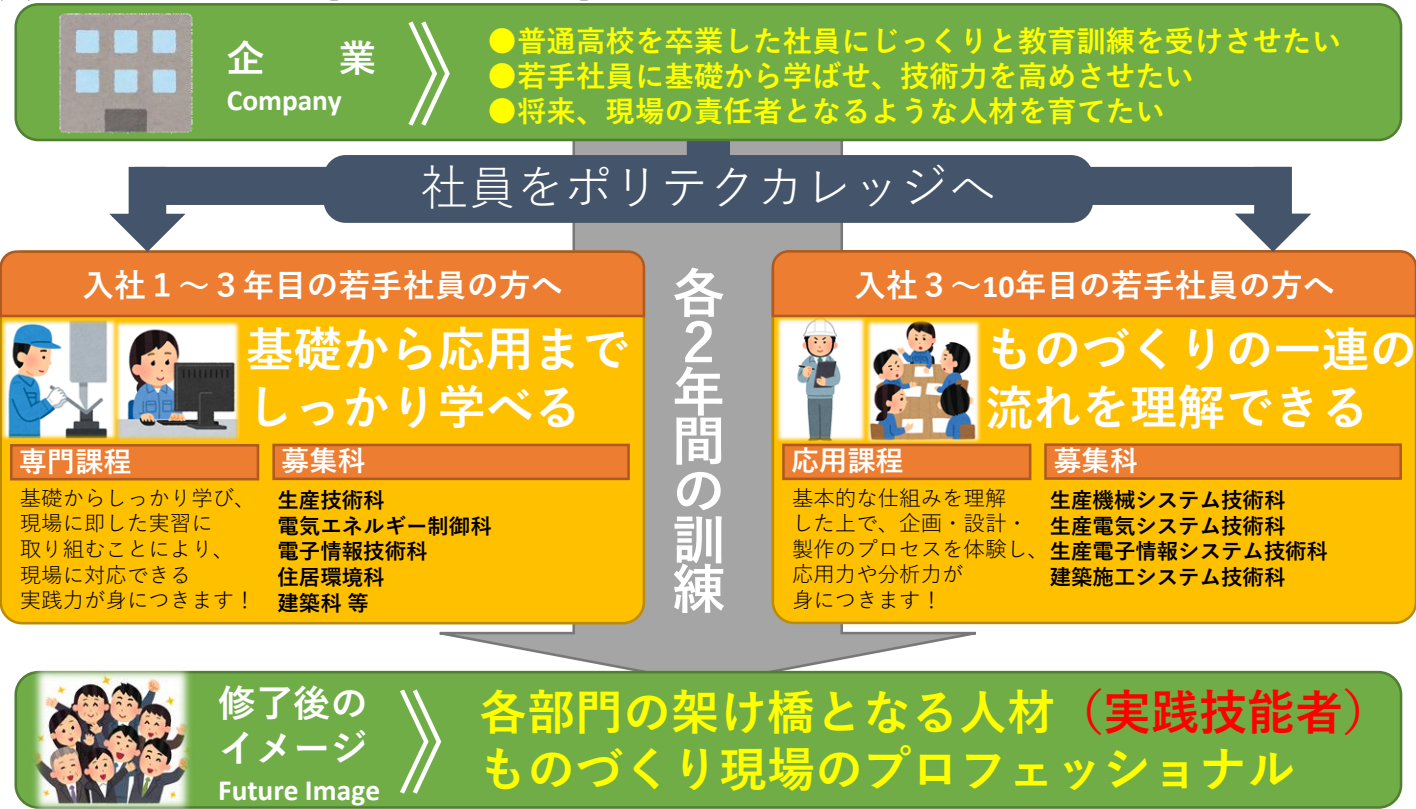 企　業
Company
●普通高校を卒業した社員にじっくりと教育訓練を受けさせたい
●若手社員に基礎から学ばせ、技術力を高めさせたい
●将来、現場の責任者となるような人材を育てたい
社員をポリテクカレッジへ
各2年間の訓練
入社１～３年目の若手社員の方へ
基礎から応用まで
しっかり学べる
専門課程
基礎からしっかり学び、
現場に即した実習に
取り組むことにより、
現場に対応できる
実践力が身につきます！
募集科
生産技術科
電気エネルギー制御科
電子情報技術科
住居環境科
建築科 等
入社３～10年目の若手社員の方へ
ものづくりの一連の
流れを理解できる
応用課程
基本的な仕組みを理解
した上で、企画・設計・
製作のプロセスを体験し、
応用力や分析力が
身につきます！
募集科
生産機械システム技術科
生産電気システム技術科
生産電子情報システム技術科
建築施工システム技術科
修了後の
イメージ
Future Image
各部門の架け橋となる人材（実践技能者）
ものづくり現場のプロフェッショナル